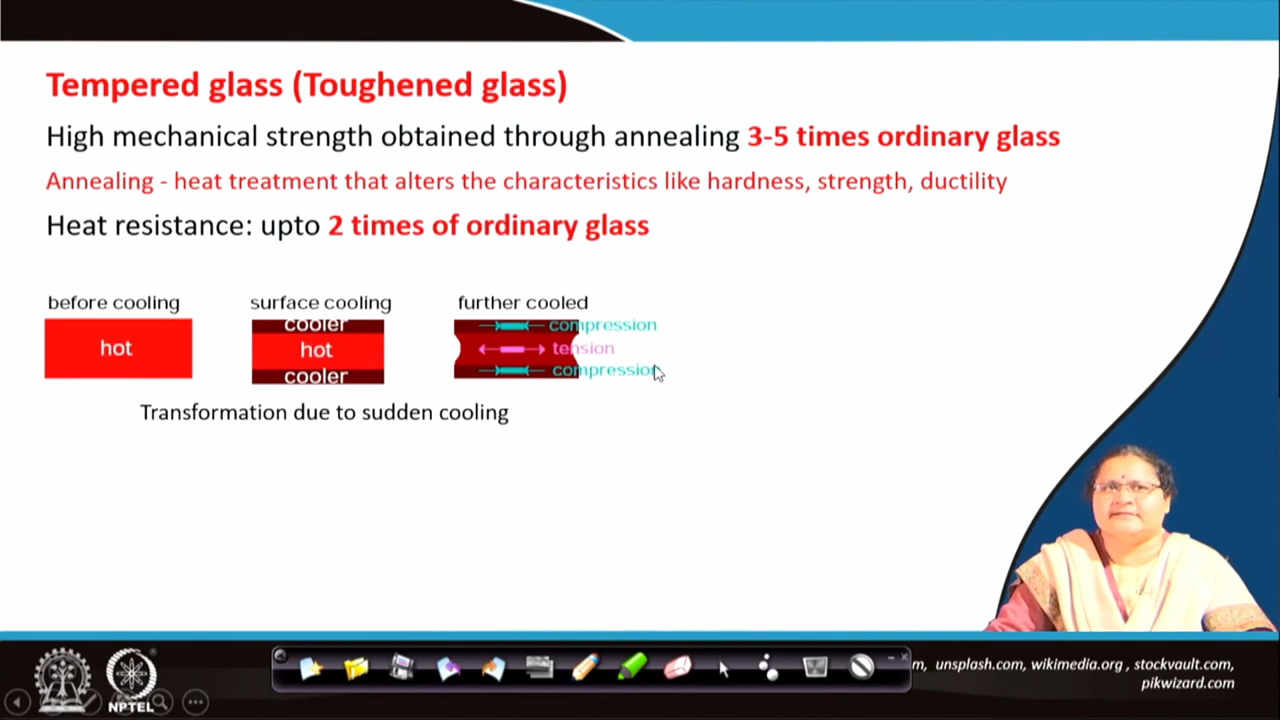 Tempered glass (Toughened glass)
High mechanical strength obtained through annealing 3-5 times ordinary glass
Annealing - heat treatment that alters the characteristics like hardness, strength, ductility
Heat resistance: upto 2 times of ordinary glass
before cooling surface cooling further cooled
hot
cooler
hot
cooler
compression
tension
compression
Transformation due to sudden cooling
m, unsplash.com, wikimedia.org , stockvault.com,
pikwizard.com
NPTEL